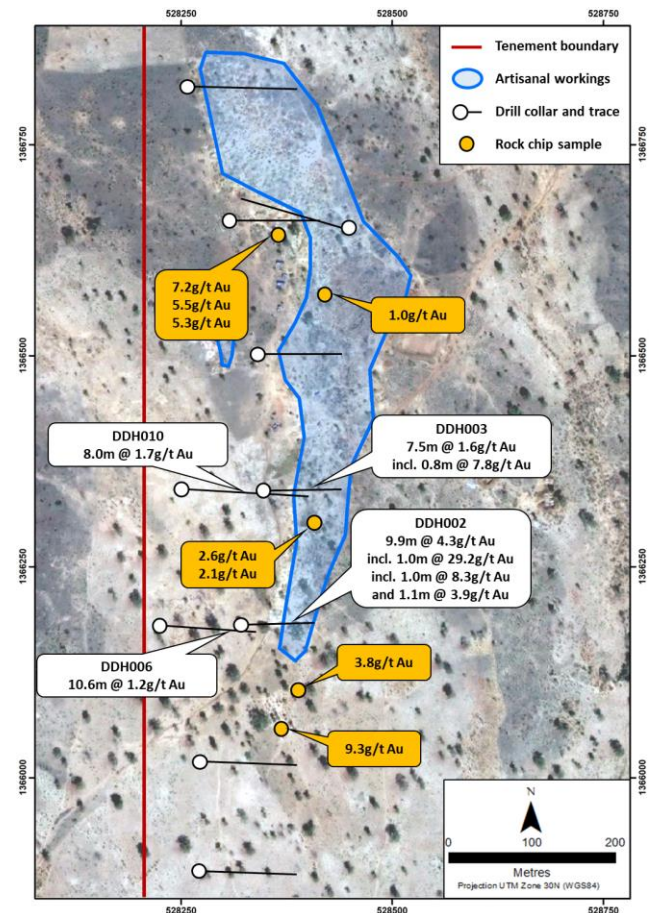 528250
528500
528750
Tenement boundary
Artisanal workings
Drill collar and trace
Rock chip sample
1366750
1366750
7.2g/t Au
5.5g/t Au
5.3g/t Au
1.0g/t Au
1366500
1366500
DDH010
8.0m @ 1.7g/t Au
DDH003
7.5m @ 1.6g/t Au
incl. 0.8m @ 7.8g/t Au
2.6g/t Au
2.1g/t Au
DDH002
9.9m @ 4.3g/t Au
incl. 1.0m @ 29.2g/t Au
incl. 1.0m @ 8.3g/t Au
and 1.1m @ 3.9g/t Au
1366250
1366250
DDH006
10.6m @ 1.2g/t Au
3.8g/t Au
9.3g/t Au
1366000
1366000
N
0 100 200
Metres
Projection UTM Zone 30N (WGS84)
528250
528500
528750